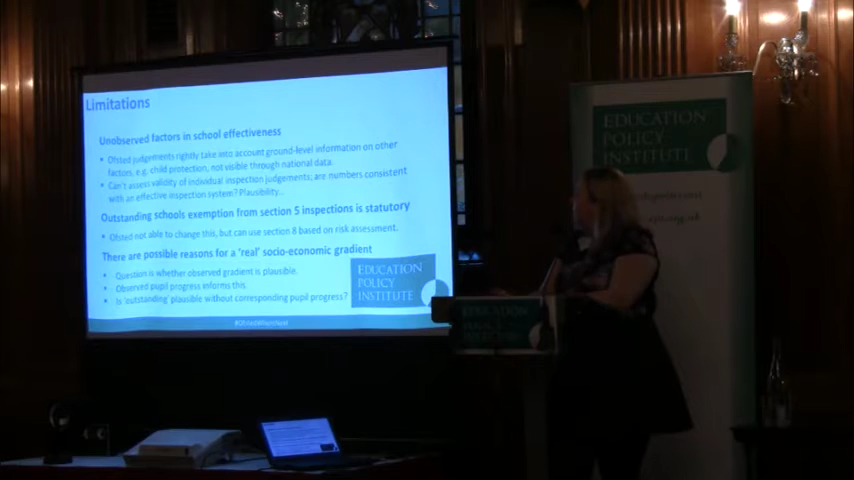 Limitations
Unobserved factors in school effectiveness
• Ofsted judgements rightly take into account ground-level information on other
factors, e.g. child protection, not visible through national data.
• Can't assess validity of individual inspection judgements; are numbers consistent
with an effective inspection system? Plausibility..
Outstanding schools exemption from section 5 inspections is statutory
• Ofsted not able to change this, but can use section 8 based on risk assessment.
There are possible reasons for a 'real' socio-economic gradient
• Question is whether observed gradient is plausible.
• Observed pupil progress informs this.
• Is 'outstanding' plausible without corresponding pupil progress?
EDUCATION
POLICY
INSTITUTE
EDUCATION
POLICY
INSTITUTE
EDUCATION